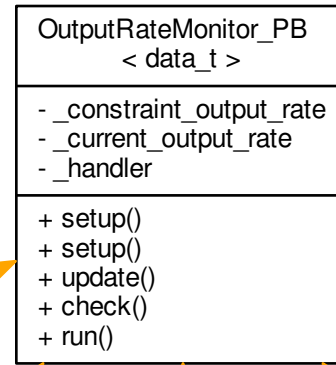 OutputRateMonitor_PB
< data_t >
- _constraint_output_rate
- _current_output_rate
- _handler
+ setup()
+ setup()
+ update()
+ check()
+ run()